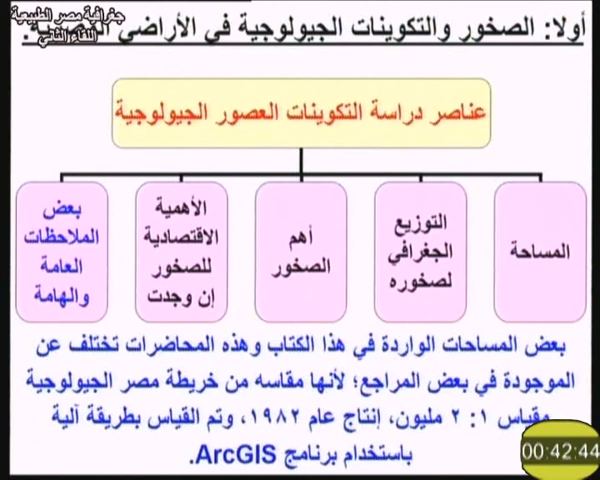 جغرافية مصر الطبيعية
اللقاء الثاني
أولا: الصخور والتكوينات الجيولوجية في الأراضي
عناصر دراسة التكوينات العصور الجيولوجية
المساحة
التوزيع
الجغرافي
لصخوره
أهم
الصخور
الأهمية
الاقتصادية
للصخور
إن وجدت
بعض
الملاحظات
العامة
والهامة
بعض المساحات الواردة في هذا الكتاب وهذه المحاضرات تختلف عن
الموجودة في بعض المراجع؛ لأنها مقاسه من خريطة مصر الجيولوجية
مقياس ١: ٢ مليون، إنتاج عام ١٩٨٢، وتم القياس بطريقة آلية
باستخدام برنامج ArcGIS.
00:42:44